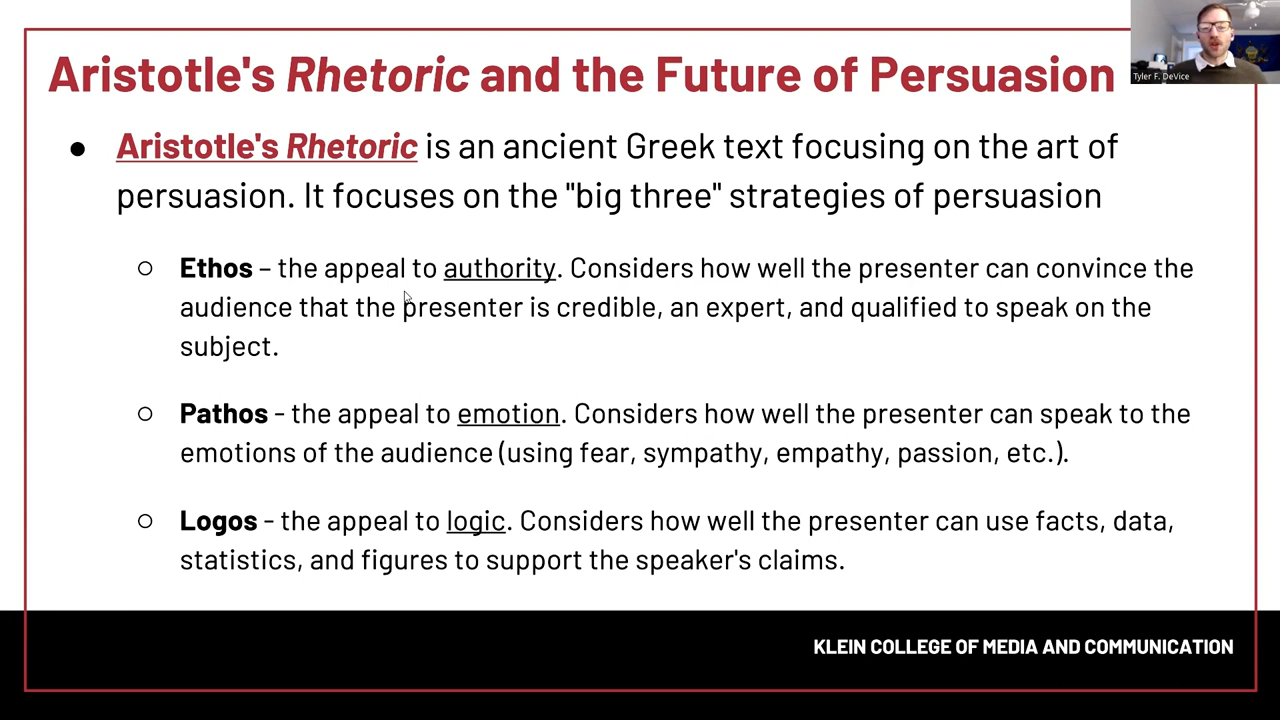 Aristotle's Rhetoric and the Future of Persuasion
Tyler F. DeVice
● Aristotle's Rhetoric is an ancient Greek text focusing on the art of
persuasion. It focuses on the "big three" strategies of persuasion
○ Ethos – the appeal to authority. Considers how well the presenter can convince the
audience that the presenter is credible, an expert, and qualified to speak on the
subject.
○ Pathos - the appeal to emotion. Considers how well the presenter can speak to the
emotions of the audience (using fear, sympathy, empathy, passion, etc.).
○ Logos - the appeal to logic. Considers how well the presenter can use facts, data,
statistics, and figures to support the speaker's claims.
KLEIN COLLEGE OF MEDIA AND COMMUNICATION